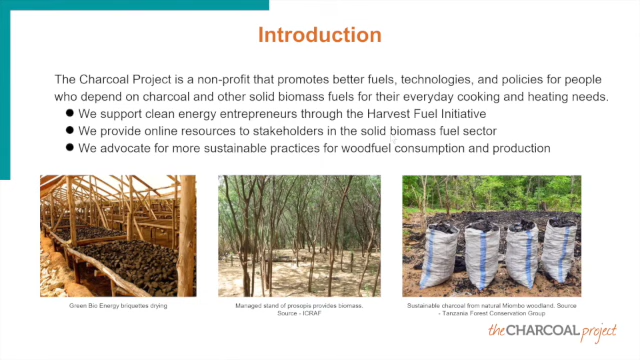 Introduction
The Charcoal Project is a non-profit that promotes better fuels, technologies, and policies for people
who depend on charcoal and other solid biomass fuels for their everyday cooking and heating needs.
● We support clean energy entrepreneurs through the Harvest Fuel Initiative
● We provide online resources to stakeholders in the solid biomass fuel sector
● We advocate for more sustainable practices for woodfuel consumption and production
Green Bio Energy briquettes drying
Managed stand of prosopis provides biomass.
Source - ICRAF
Sustainable charcoal from natural Miombo woodland. Source
- Tanzania Forest Conservation Group
the CHARCOAL project